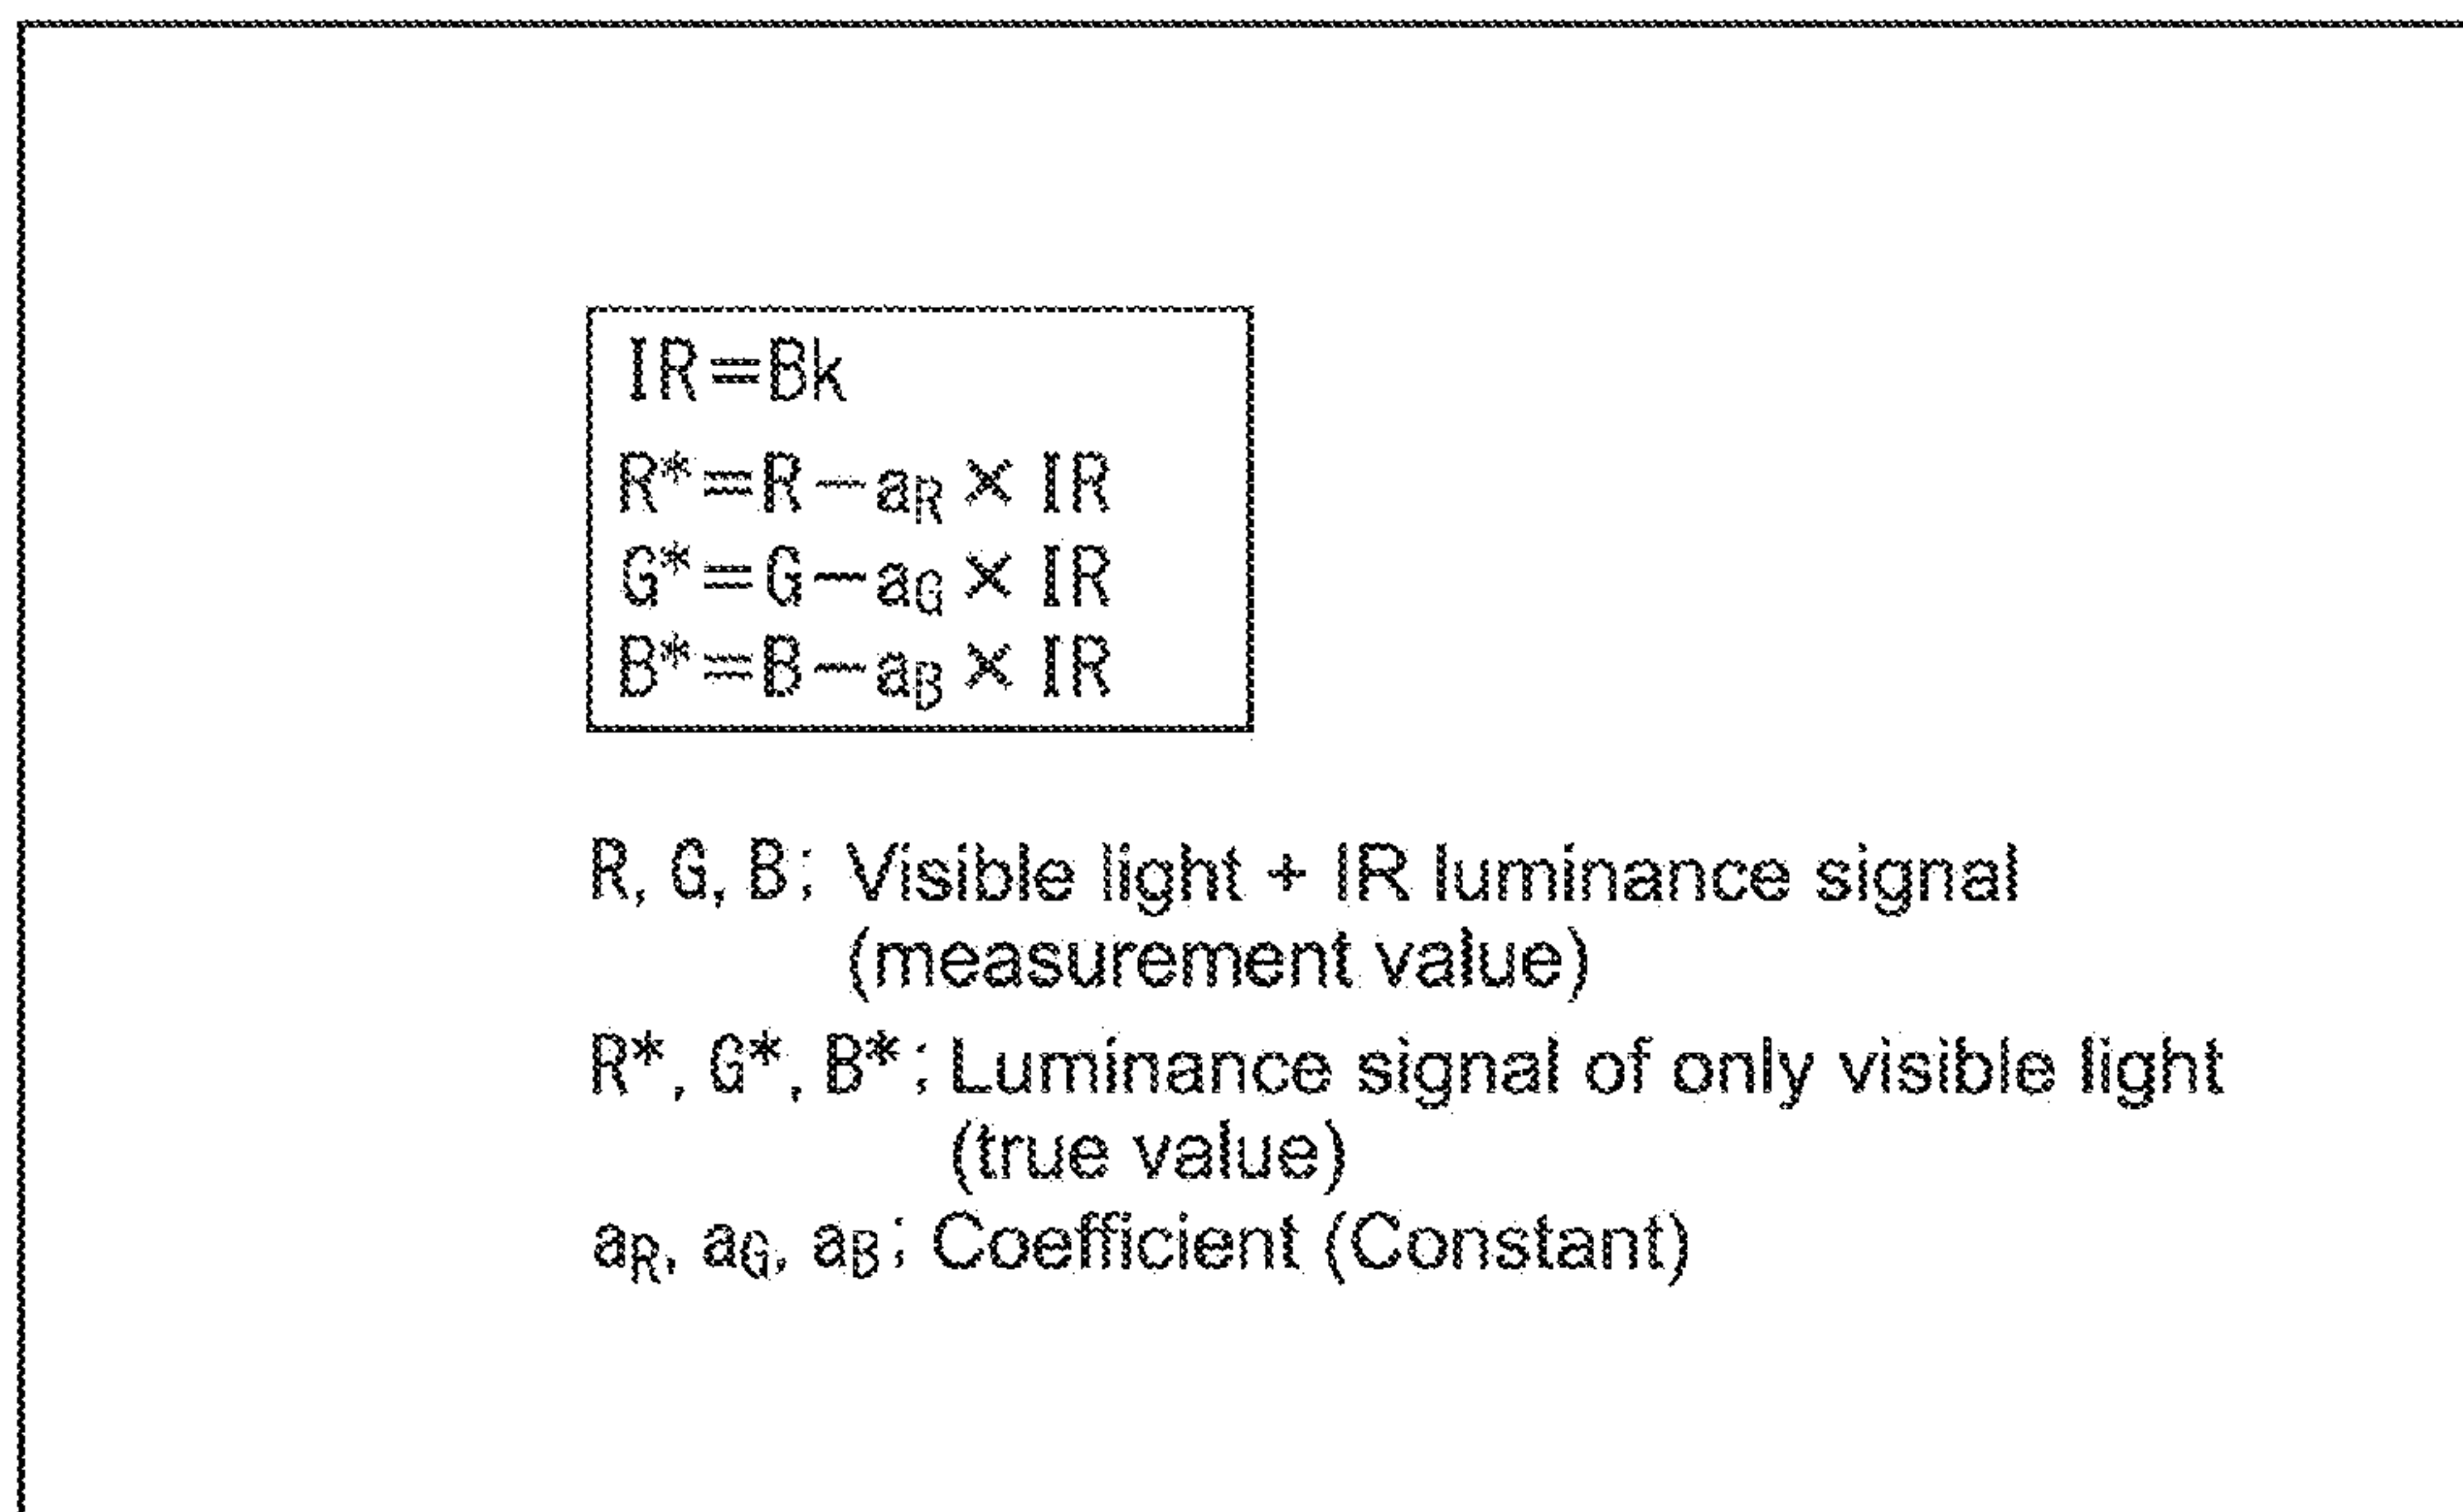 IR=Bk
R*=R−aR × IR
G*=G−aG × IR
B*=B−aB × IR
R, G, B; Visible light + IR luminance signal
(measurement value)
R*, G*, B*; Luminance signal of only visible light
(true value)
aR, aG, aB; Coefficient (Constant)